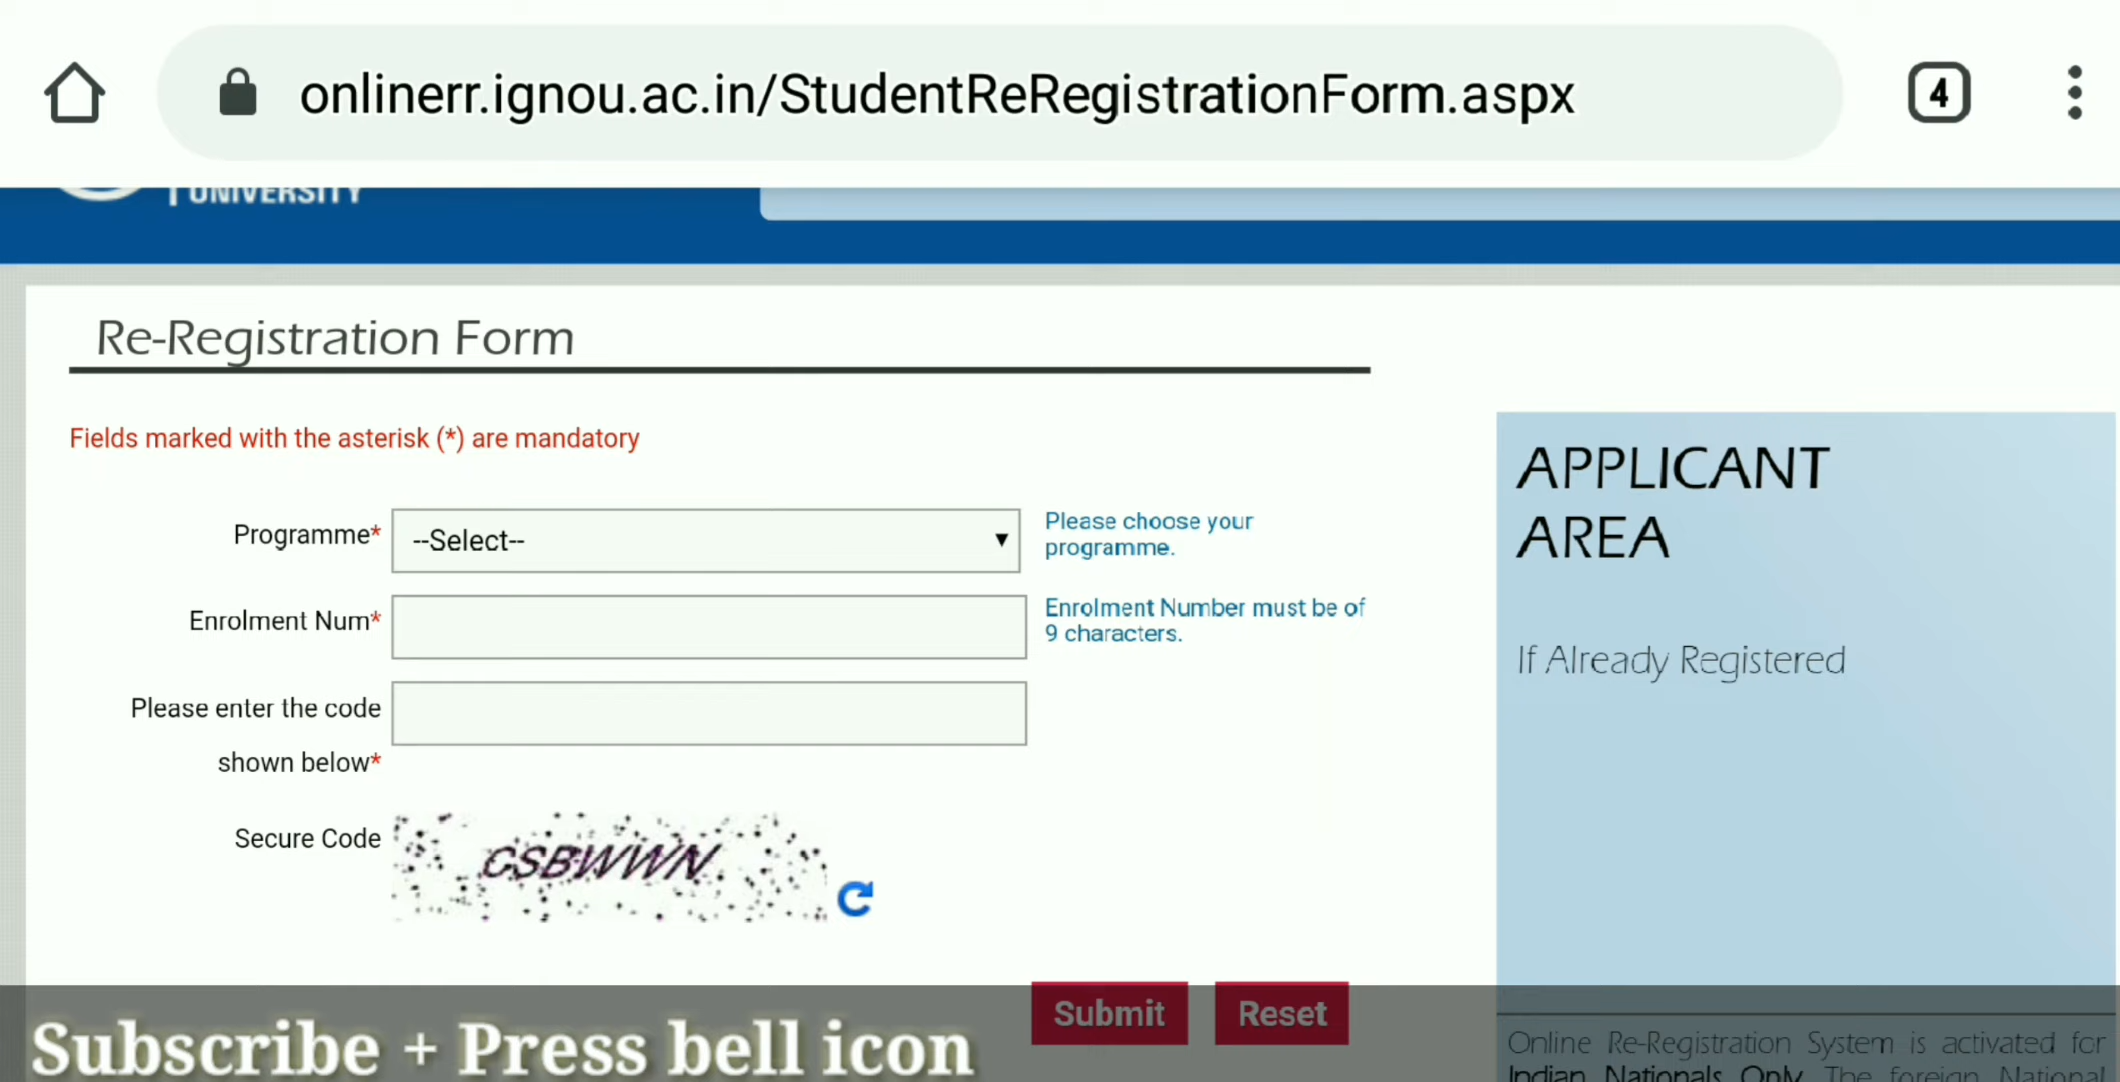 onlinerr.ignou.ac.in/StudentReRegistrationForm.aspx
4
UNIVERSITY
Re-Registration Form
Fields marked with the asterisk (*) are mandatory
Programme*
--Select--
Please choose your
programme.
Enrolment Num*
Enrolment Number must be of
9 characters.
Please enter the code
shown below*
Secure Code
CSBWWN
Submit
Reset
APPLICANT
AREA
If Already Registered
Online Re-Registration System is activated for
Indian Nationals Only. The foreign National
Subscribe + Press bell icon